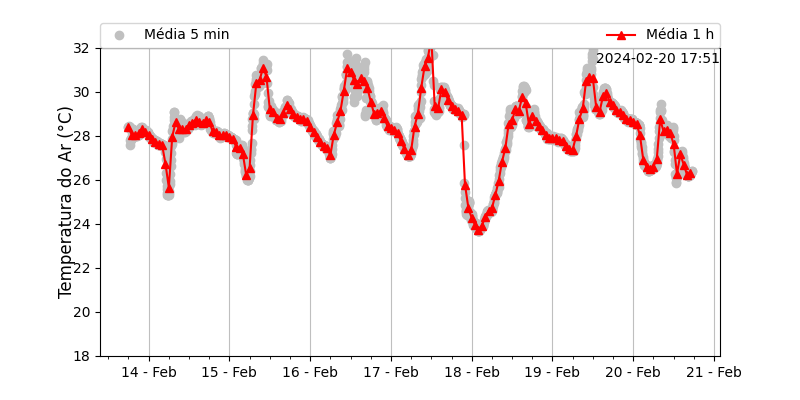 Média 5 min
Média 1 h
2024-02-20 17:51
Temperatura do Ar (°C)
32
30
28
26
24
22
20
18
14 - Feb
15 - Feb
16 - Feb
17 - Feb
18 - Feb
19 - Feb
20 - Feb
21 - Feb